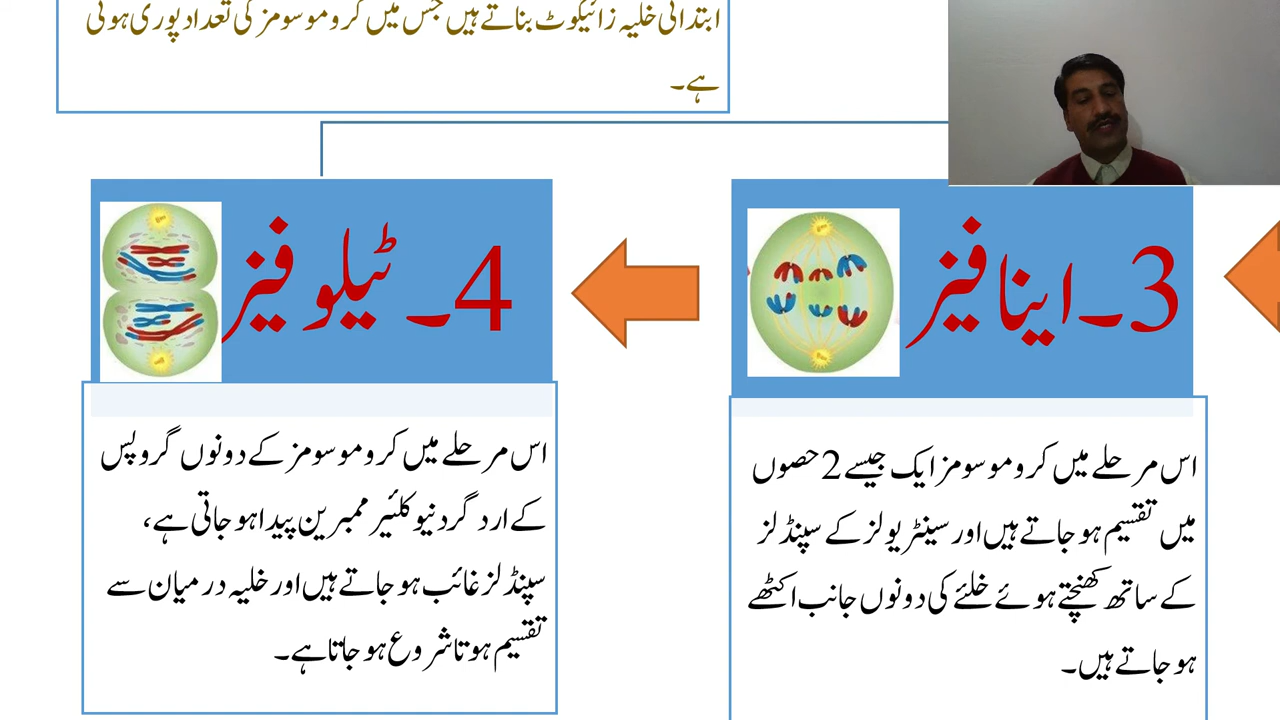 ابتدائی خلیہ زائیگوٹ بناتے ہیں جس میں کروموسومز کی تعداد پوری ہوتی
ہے۔
3۔ اینافیز
اس مرحلے میں کروموسومز ایک جیسے 2 حصوں
میں تقسیم ہو جاتے ہیں اور سینٹریولز کے سپنڈلز
کے ساتھ کھنچتے ہوئے خلئے کی دونوں جانب اکٹھے
ہو جاتے ہیں۔
4۔ ٹیلوفیز
اس مرحلے میں کروموسومز کے دونوں گروپس
کے ارد گرد نیوکلئیر ممبرین پیدا ہو جاتی ہے،
سپنڈلز غائب ہو جاتے ہیں اور خلیہ درمیان سے
تقسیم ہوتا شروع ہو جاتا ہے۔